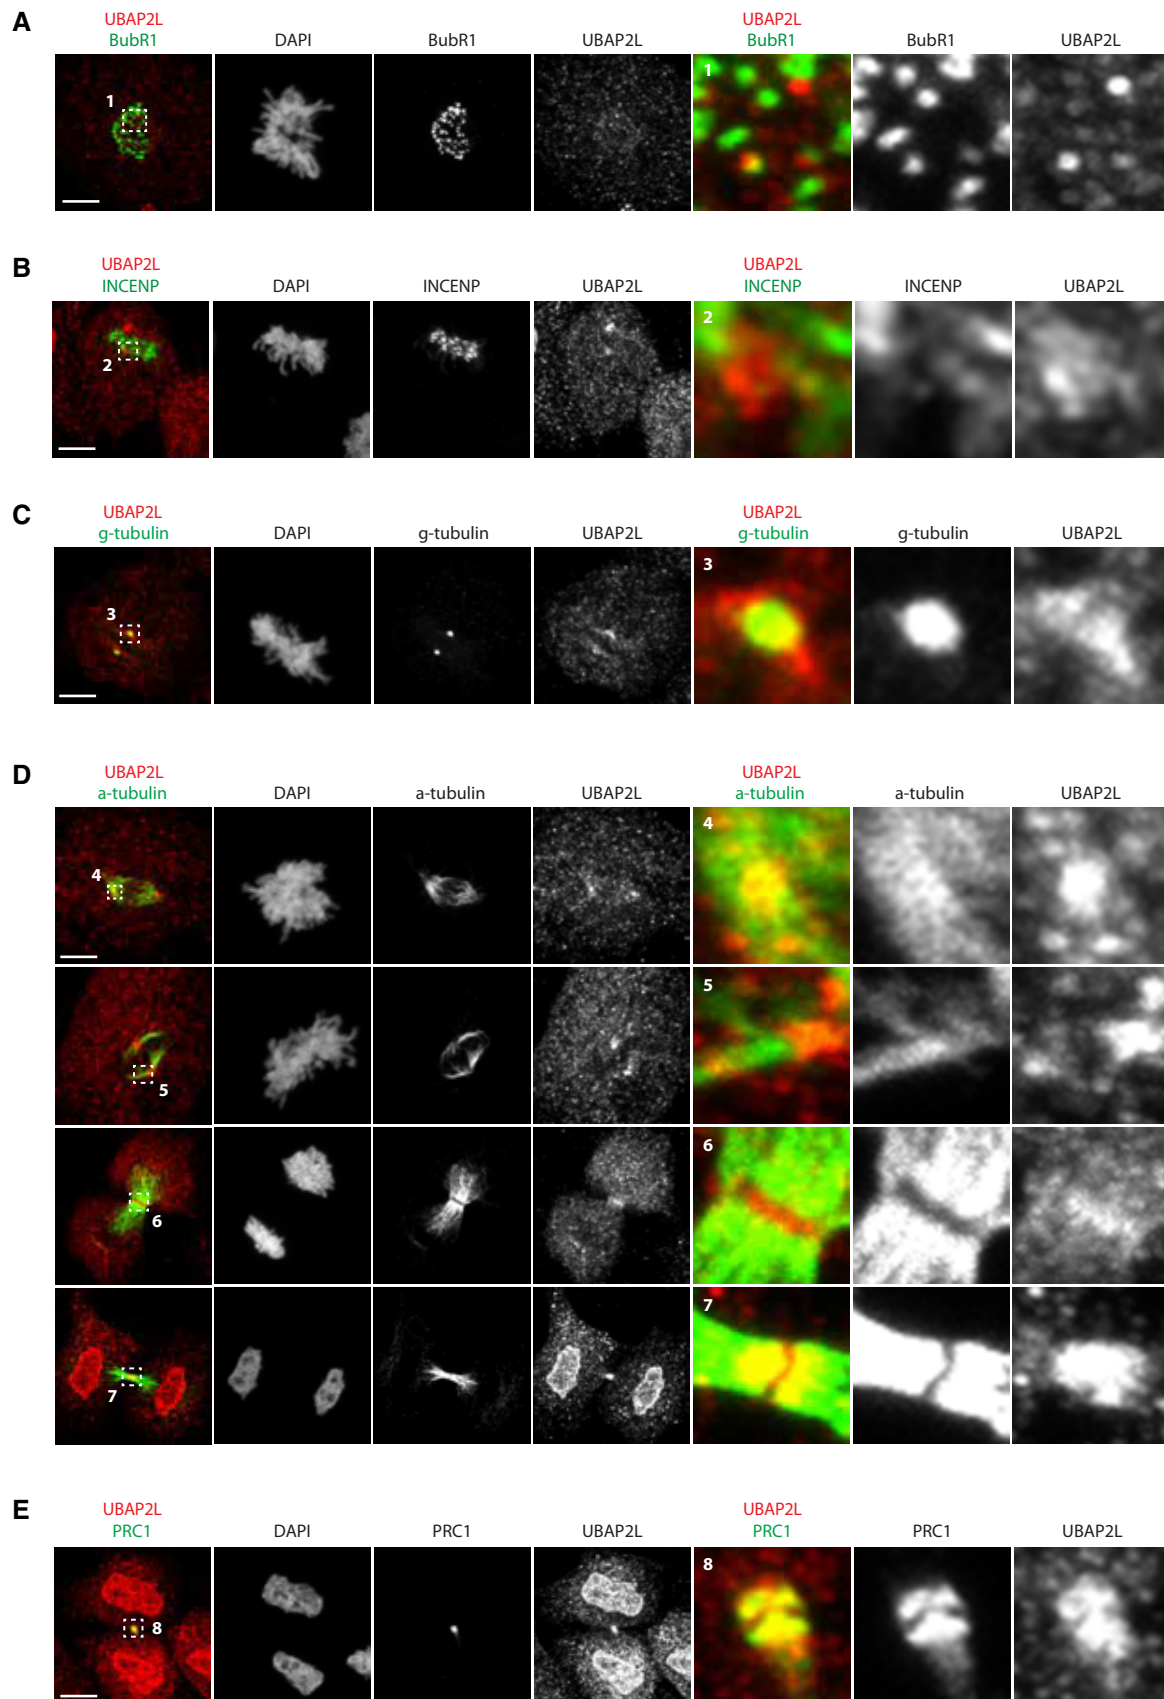 A
UBAP2L
BubR1
DAPI
BubR1
UBAP2L
UBAP2L
BubR1
BubR1
UBAP2L
1
1
B
UBAP2L
INCENP
DAPI
INCENP
UBAP2L
UBAP2L
INCENP
INCENP
UBAP2L
2
2
C
UBAP2L
g-tubulin
DAPI
g-tubulin
UBAP2L
UBAP2L
g-tubulin
g-tubulin
UBAP2L
3
3
D
UBAP2L
a-tubulin
DAPI
a-tubulin
UBAP2L
UBAP2L
a-tubulin
a-tubulin
UBAP2L
4
4
5
5
6
6
7
7
E
UBAP2L
PRC1
DAPI
PRC1
UBAP2L
UBAP2L
PRC1
PRC1
UBAP2L
8
8